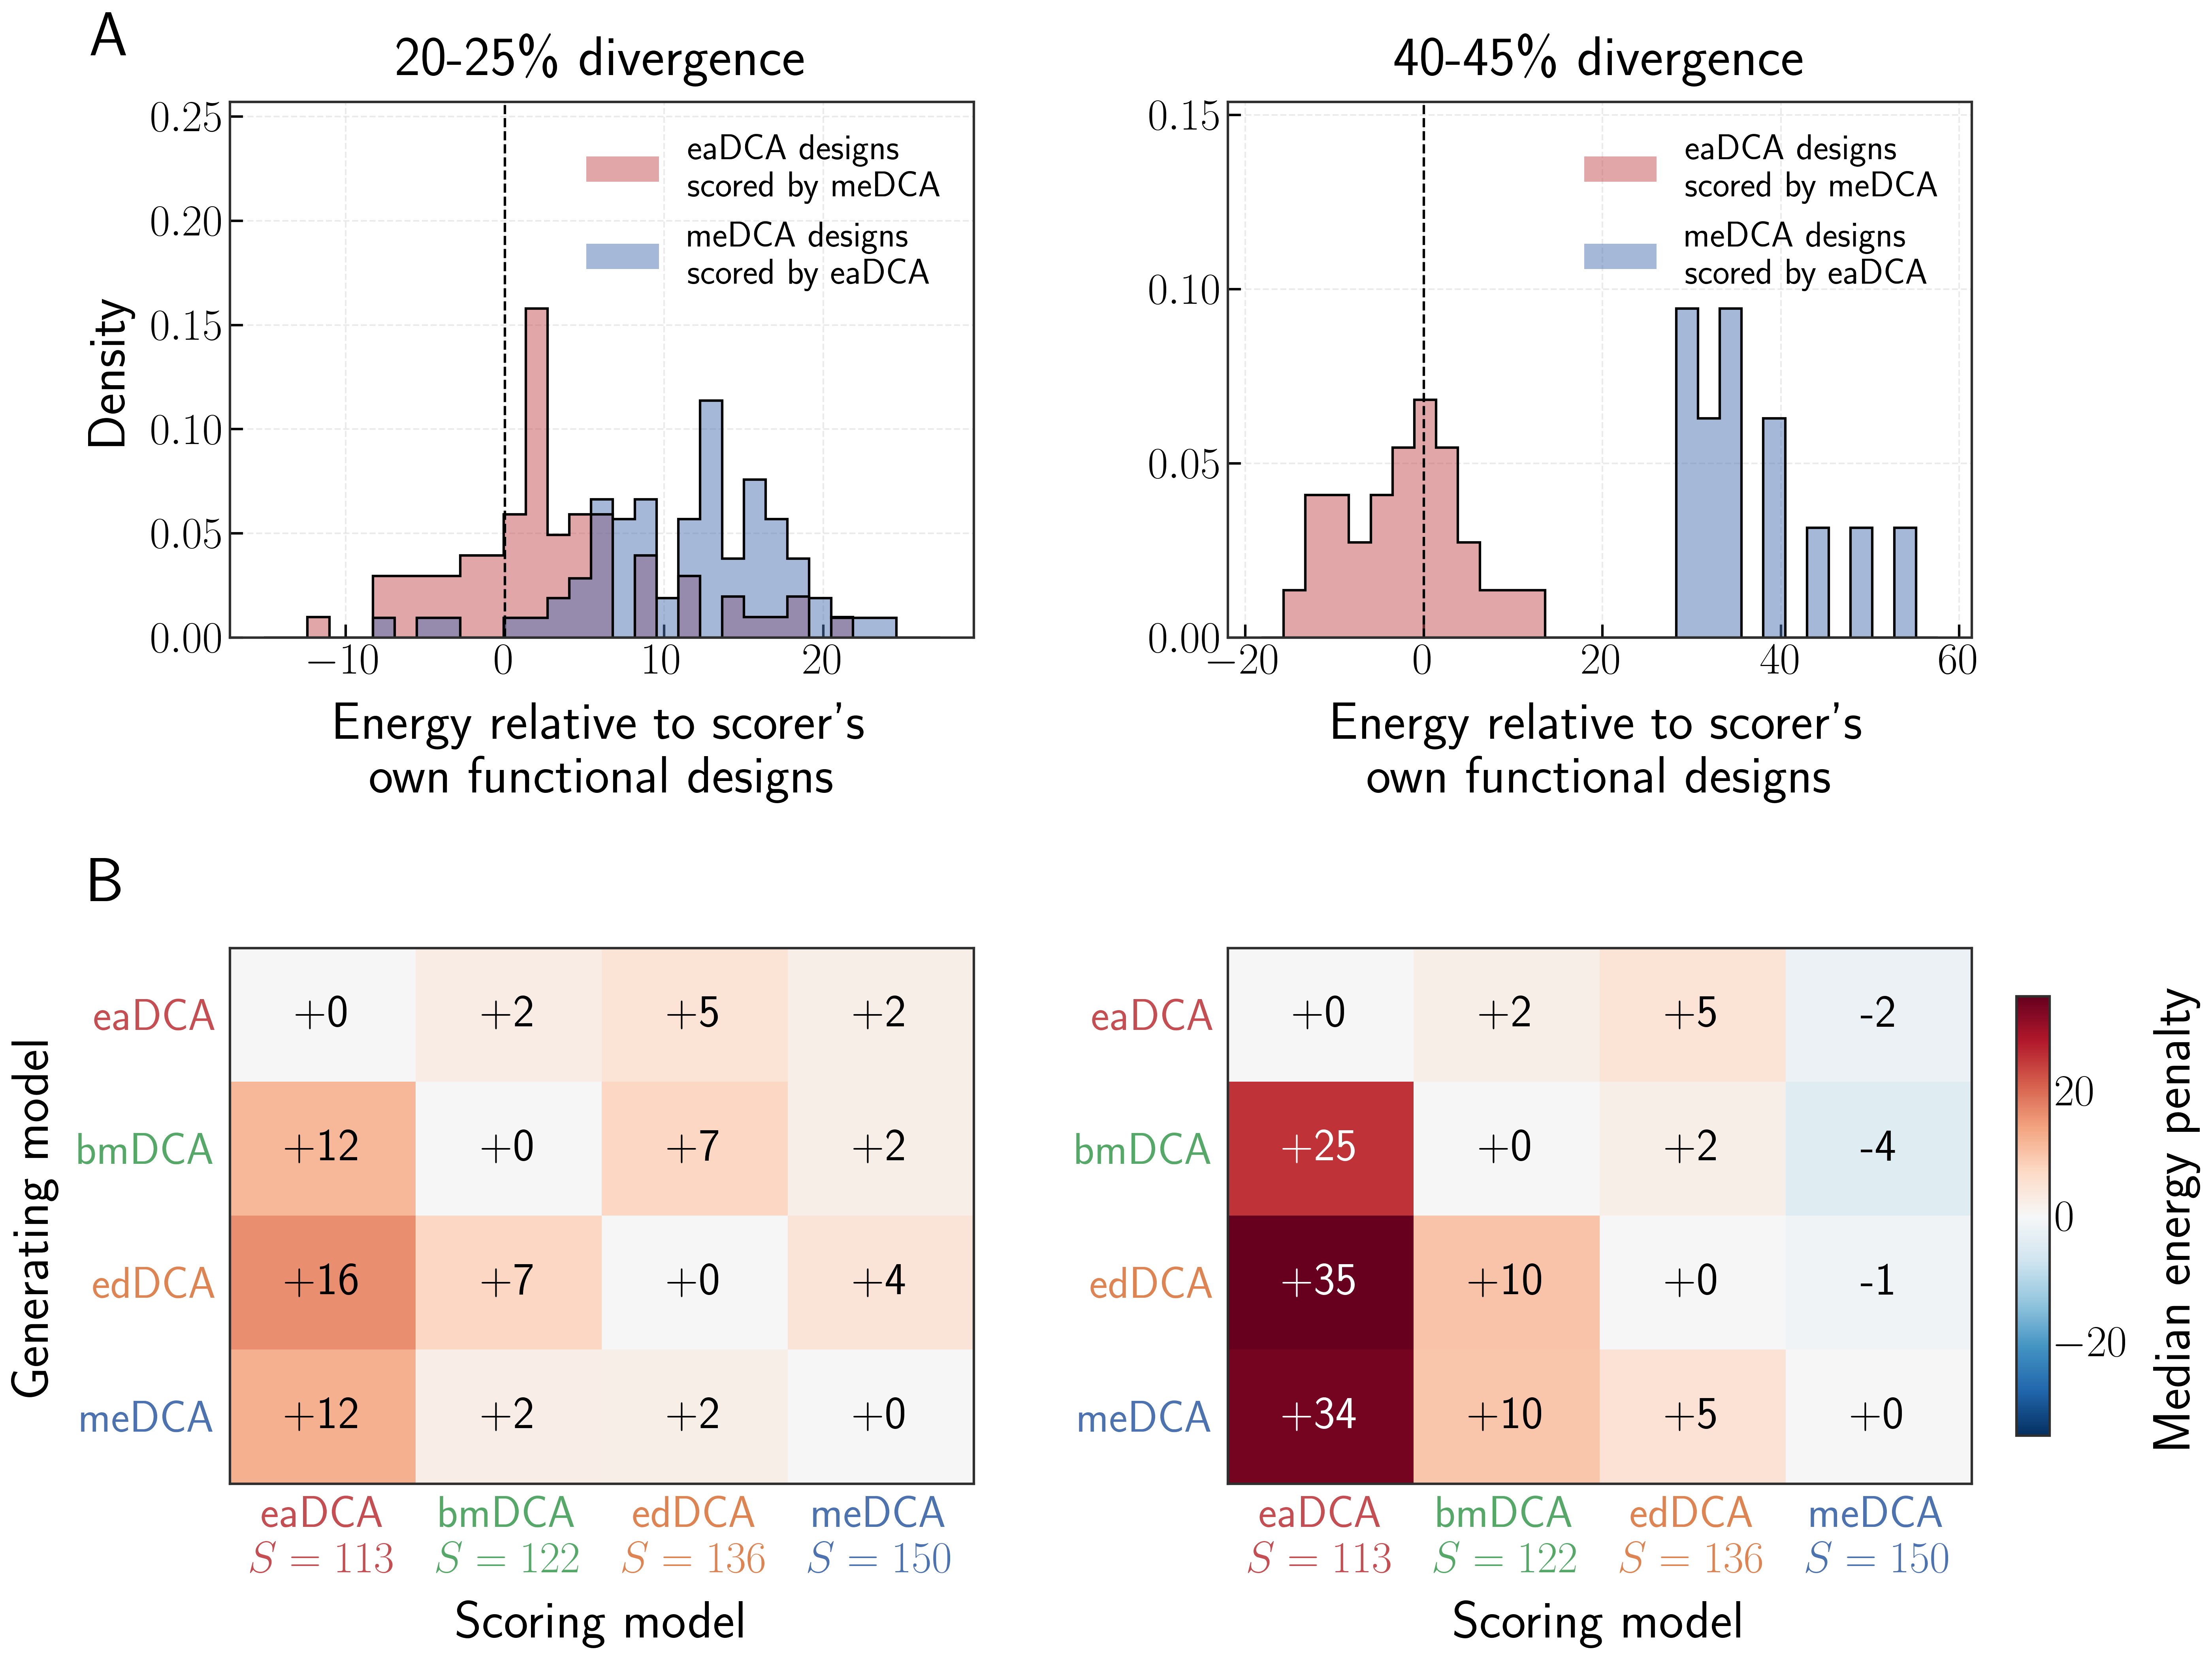 A
20-25% divergence
40-45% divergence
Density
0.25
0.20
0.15
0.10
0.05
0.00
eaDCA designs
scored by meDCA
meDCA designs
scored by eaDCA
−10
0
10
20
Energy relative to scorer's
own functional designs
0.15
0.10
0.05
0.00
eaDCA designs
scored by meDCA
meDCA designs
scored by eaDCA
−20
0
20
40
60
Energy relative to scorer's
own functional designs
B
Generating model
eaDCA +0 +2 +5 +2
bmDCA +12 +0 +7 +2
edDCA +16 +7 +0 +4
meDCA +12 +2 +2 +0
eaDCA bmDCA edDCA meDCA
S = 113 S = 122 S = 136 S = 150
Scoring model
eaDCA +0 +2 +5 -2
bmDCA +25 +0 +2 -4
edDCA +35 +10 +0 -1
meDCA +34 +10 +5 +0
eaDCA bmDCA edDCA meDCA
S = 113 S = 122 S = 136 S = 150
Scoring model
20
0
−20
Median energy penalty